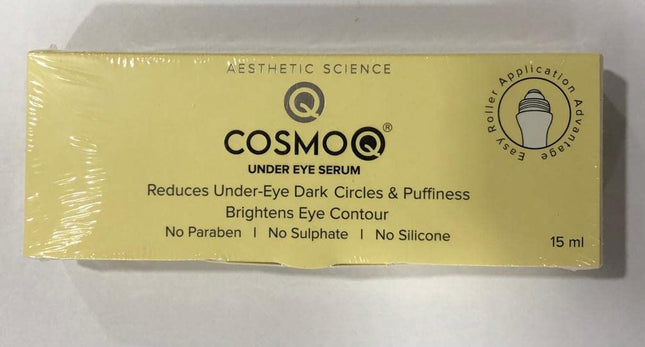 AESTHETIC SCIENCE
Q
COSMOQ®
UNDER EYE SERUM
Reduces Under-Eye Dark Circles & Puffiness
Brightens Eye Contour
No Paraben | No Sulphate | No Silicone
Easy Roller Application Advantage
15 ml